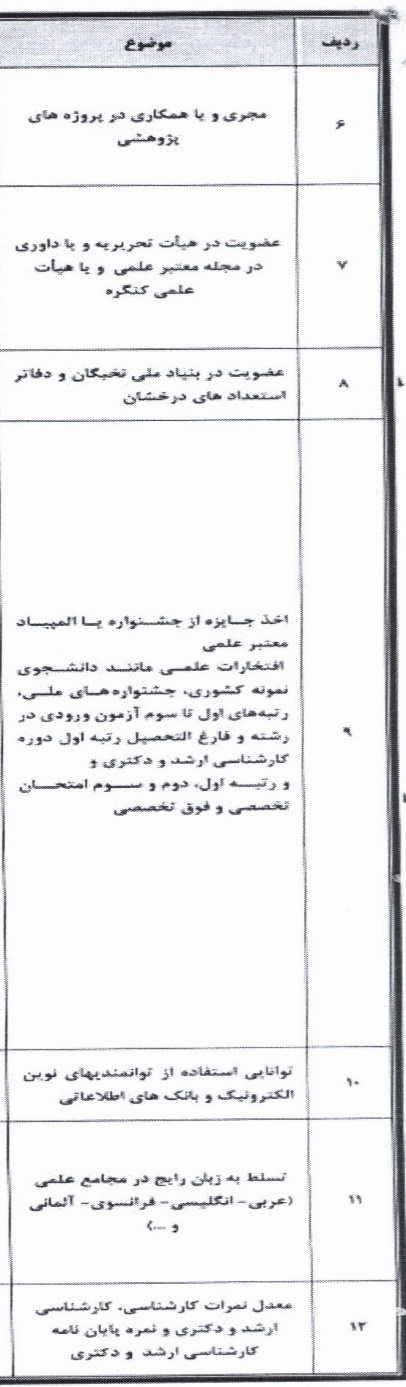 ردیف موضوع
۶ مجری و یا همکاری در پروژه های
پژوهشی
عضویت در هیأت تحریریه و یا داوری
۷ در مجله معتبر علمی و یا هیأت
علمی کنگره
عضویت در بنیاد ملی نخبگان و دفاتر
۸ استعداد های درخشان
اخذ جایزه از جشنواره یا المپیاد
معتبر علمی
افتخارات علمی مانند دانشجوی
نمونه کشوری، جشنواره‌های ملی،
رتبه‌های اول تا سوم آزمون ورودی در
۹ رشته و فارغ التحصیل رتبه اول دوره
کارشناسی ارشد و دکتری و
و رتبه اول، دوم و سوم امتحان
تخصصی و فوق تخصصی
توانایی استفاده از توانمندیهای نوین
۱۰ الکترونیک و بانک های اطلاعاتی
تسلط به زبان رایج در مجامع علمی
۱۱ (عربی- انگلیسی- فرانسوی- آلمانی
و ...)
معدل نمرات کارشناسی، کارشناسی
۱۲ ارشد و دکتری و نمره پایان نامه
کارشناسی ارشد و دکتری